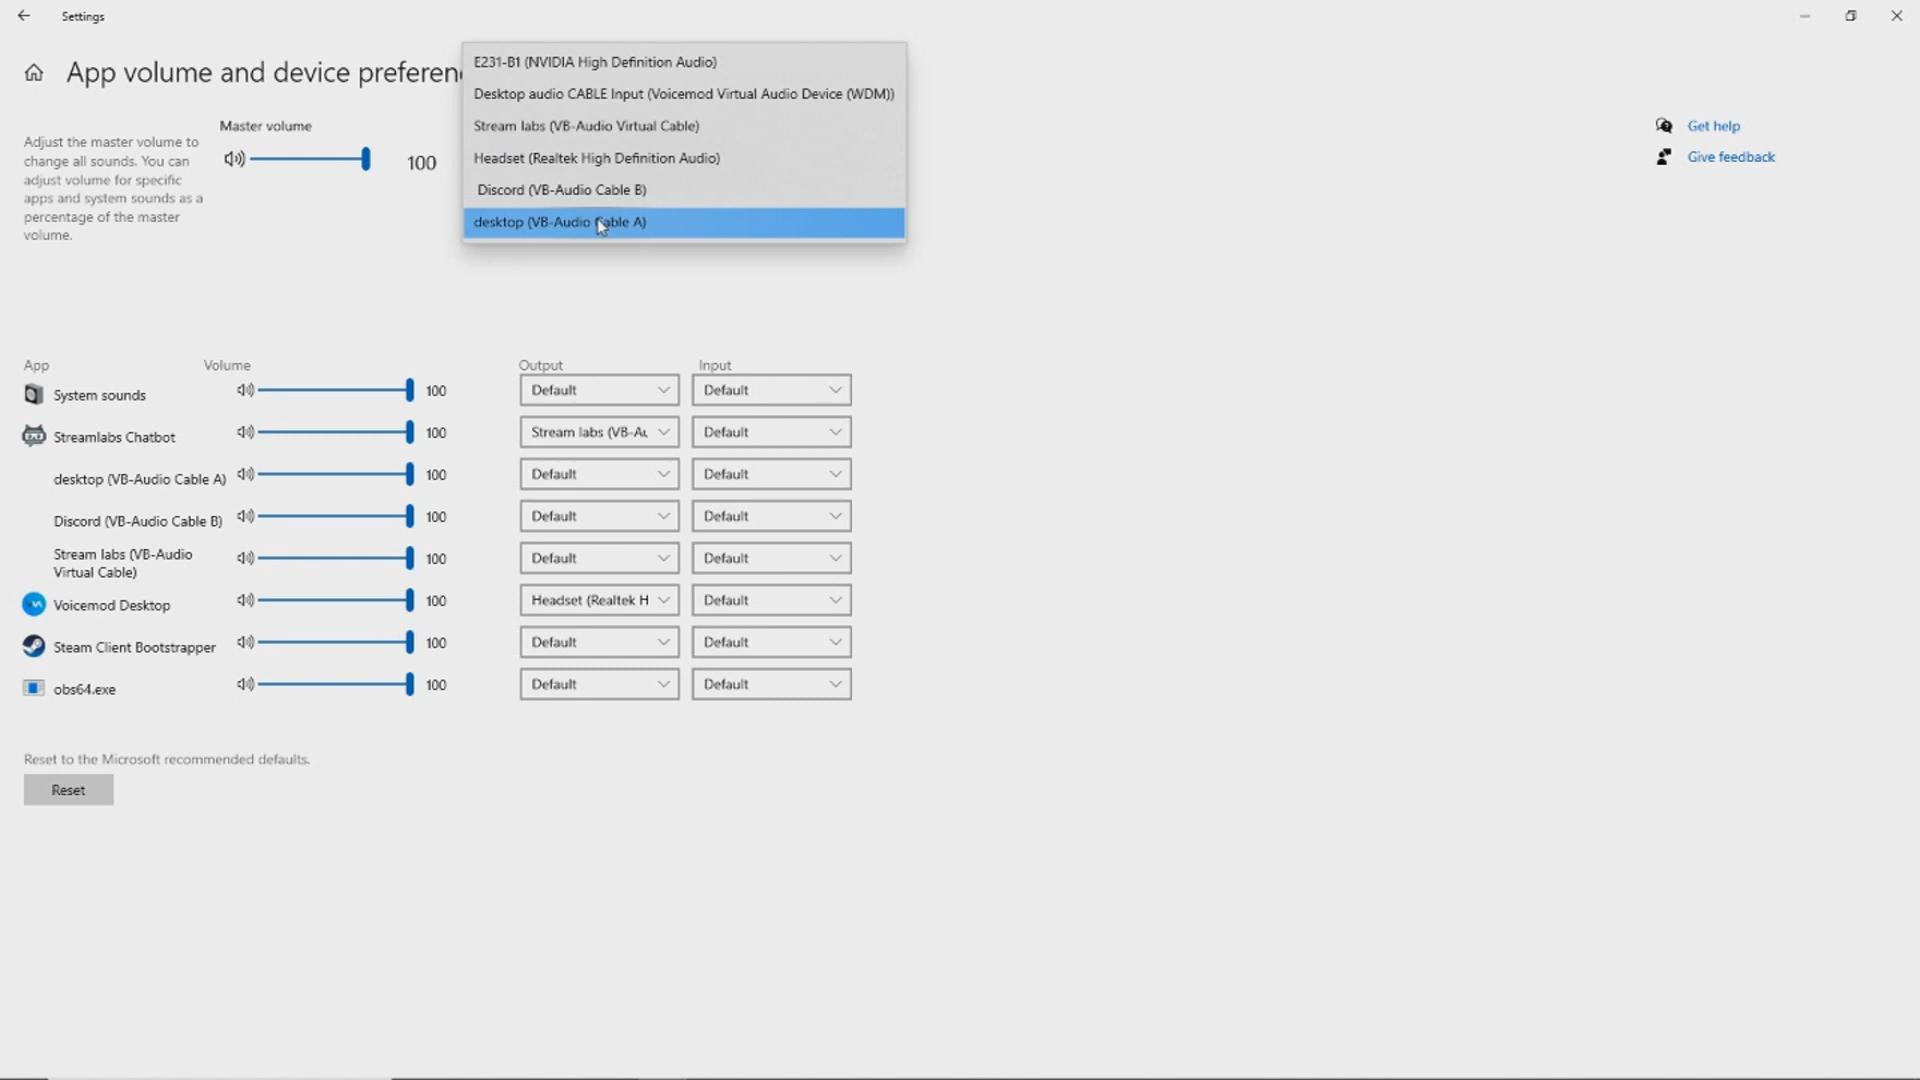 Settings
App volume and device preferen
E231-B1 (NVIDIA High Definition Audio)
Desktop audio CABLE Input (Voicemod Virtual Audio Device (WDM))
Stream labs (VB-Audio Virtual Cable)
Headset (Realtek High Definition Audio)
Discord (VB-Audio Cable B)
desktop (VB-Audio Cable A)
Adjust the master volume to
change all sounds. You can
adjust volume for specific
apps and system sounds as a
percentage of the master
volume.
Master volume
100
Get help
Give feedback
App Volume Output Input
System sounds 100 Default Default
Streamlabs Chatbot 100 Stream labs (VB-Au Default
desktop (VB-Audio Cable A) 100 Default Default
Discord (VB-Audio Cable B) 100 Default Default
Stream labs (VB-Audio
Virtual Cable) 100 Default Default
Voicemod Desktop 100 Headset (Realtek H Default
Steam Client Bootstrapper 100 Default Default
obs64.exe 100 Default Default
Reset to the Microsoft recommended defaults.
Reset